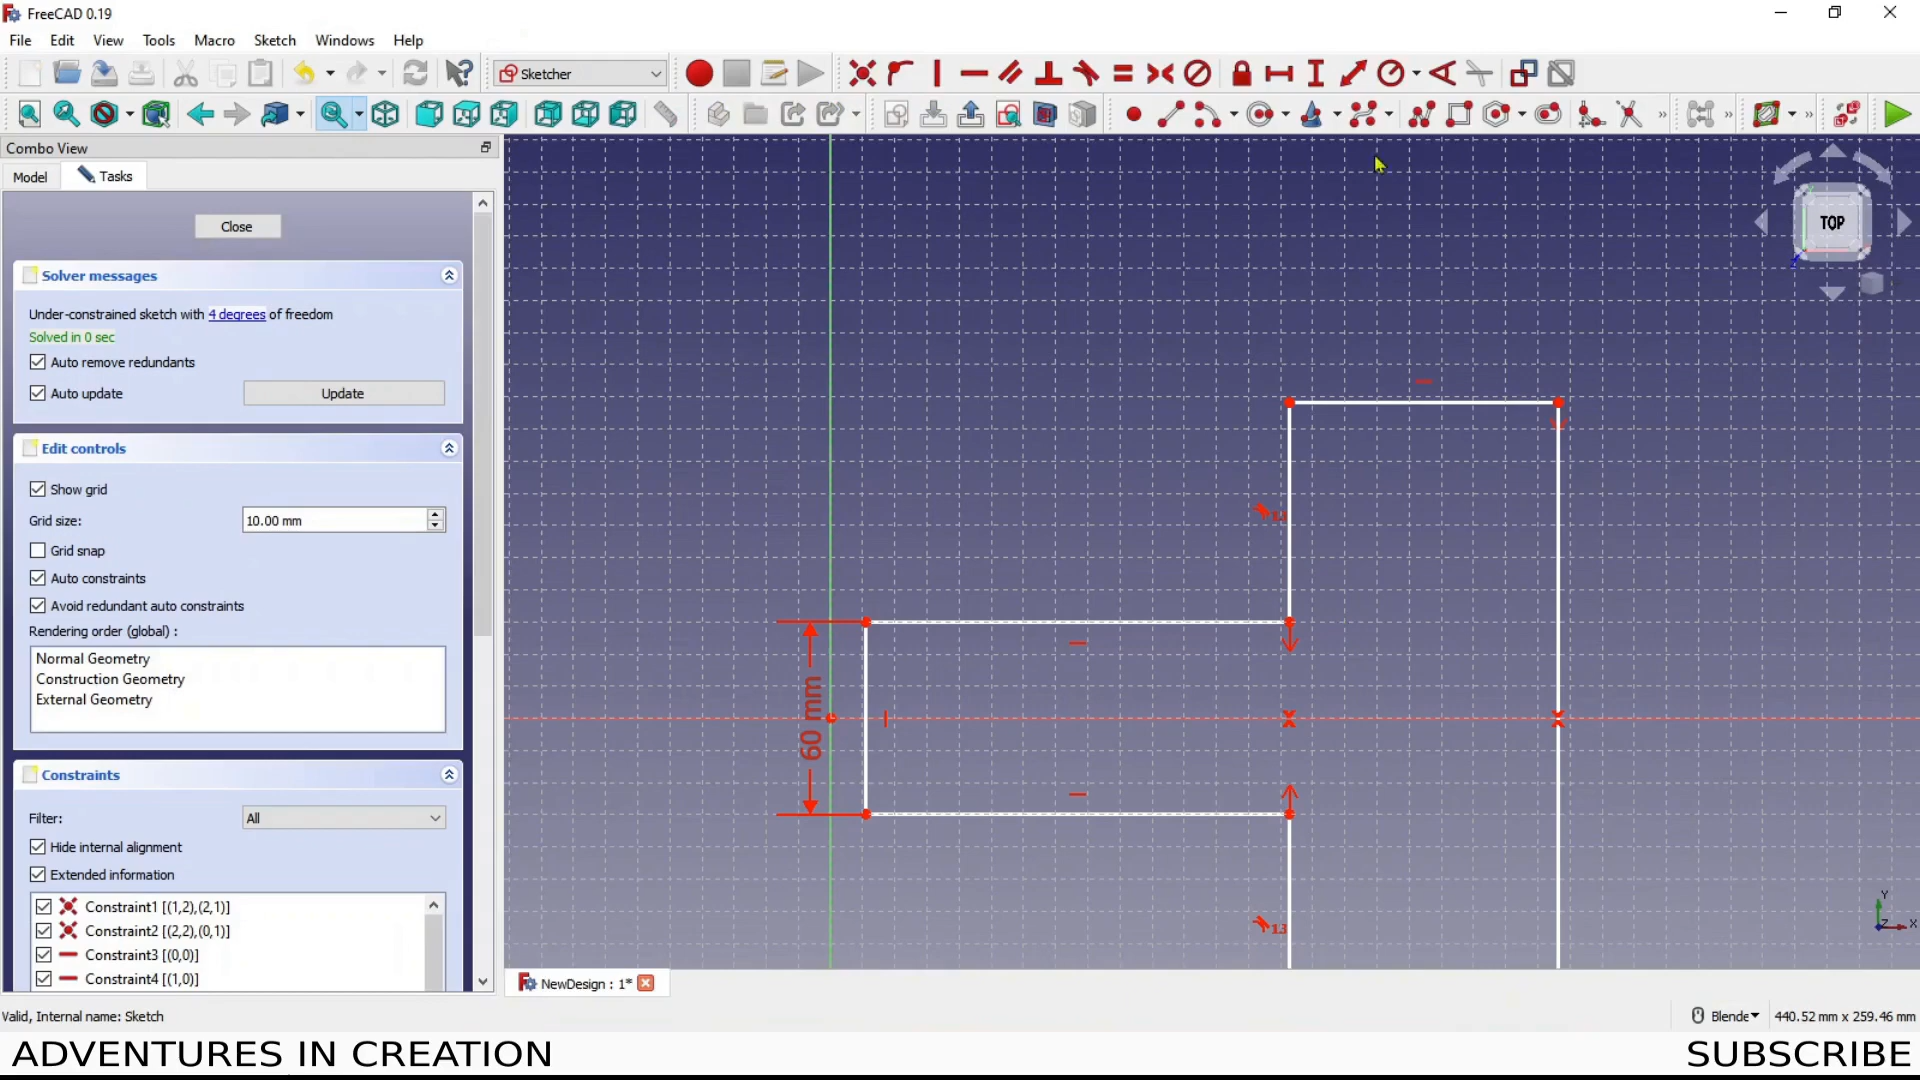 FreeCAD 0.19
File Edit View Tools Macro Sketch Windows Help
Sketcher
Combo View
Model Tasks
Close
Solver messages
Under-constrained sketch with 4 degrees of freedom
Solved in 0 sec
Auto remove redundants
Auto update Update
Edit controls
Show grid
Grid size: 10.00 mm
Grid snap
Auto constraints
Avoid redundant auto constraints
Rendering order (global) :
Normal Geometry
Construction Geometry
External Geometry
Constraints
Filter: All
Hide internal alignment
Extended information
Constraint1 [(1,2),(2,1)]
Constraint2 [(2,2),(0,1)]
Constraint3 [(0,0)]
Constraint4 [(1,0)]
60 mm
TOP
Y
Z X
NewDesign : 1*
Valid, Internal name: Sketch
Blende 440.52 mm x 259.46 mm
ADVENTURES IN CREATION
SUBSCRIBE